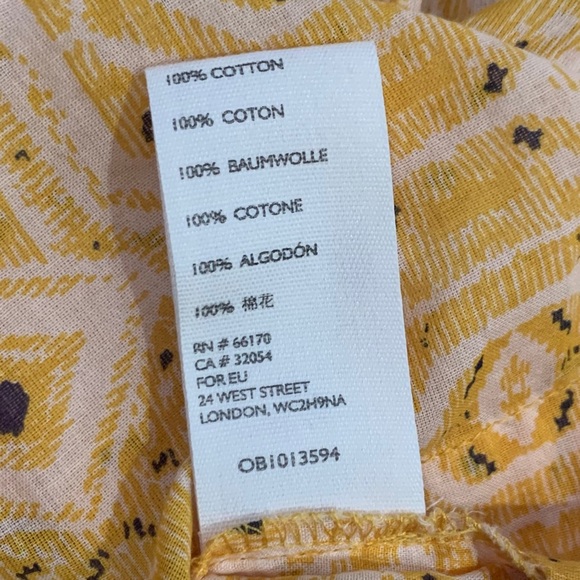 100% COTTON
100% COTON
100% BAUMWOLLE
100% COTONE
100% ALGODÓN
100% 棉花
RN # 66170
CA # 32054
FOR EU
24 WEST STREET
LONDON, WC2H9NA
OB1013594